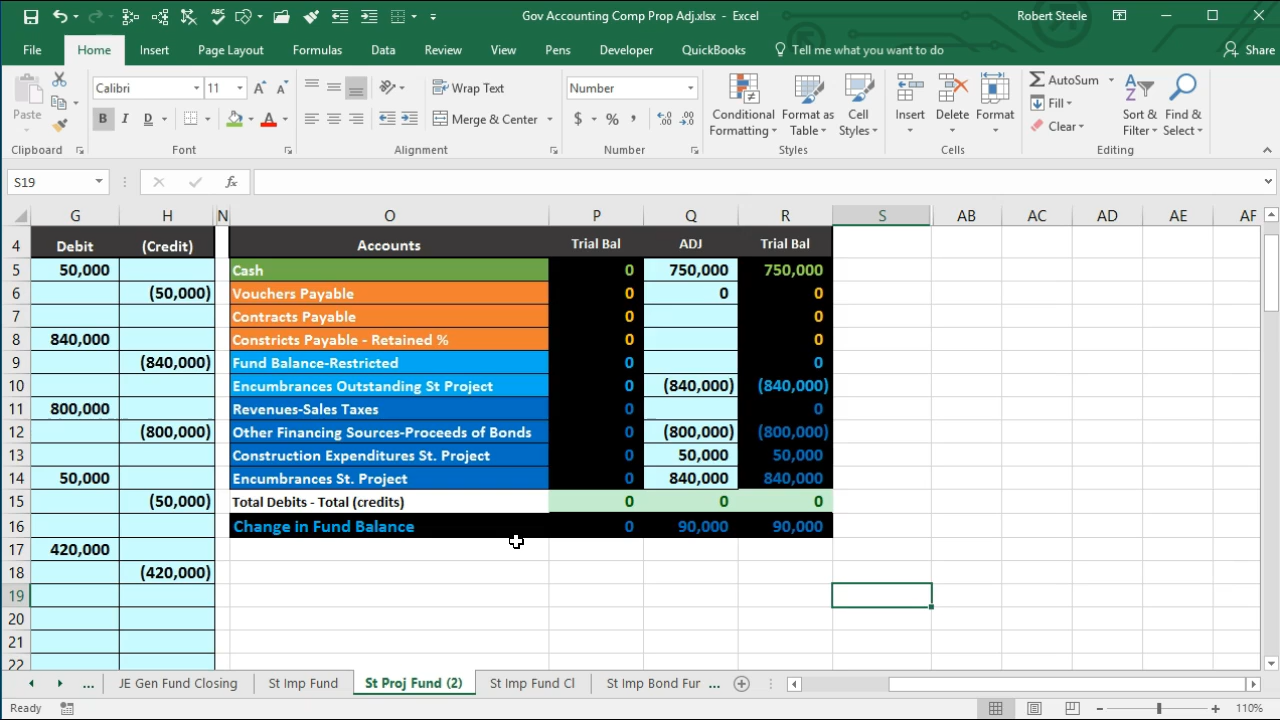 Gov Accounting Comp Prop Adj.xlsx - Excel
Robert Steele
File Home Insert Page Layout Formulas Data Review View Pens Developer QuickBooks Tell me what you want to do Share
Paste
Calibri 11
B I D
Wrap Text
Merge & Center
Number
$ % ,
Conditional Formatting
Format as Table
Cell Styles
Insert Delete Format
AutoSum
Fill
Clear
Sort & Filter
Find & Select
Clipboard Font Alignment Number Styles Cells Editing
S19 fx
G H N O P Q R S AB AC AD AE AF
4 Debit (Credit) Accounts Trial Bal ADJ Trial Bal
5 50,000 Cash 0 750,000 750,000
6 (50,000) Vouchers Payable 0 0 0
7 Contracts Payable 0 0
8 840,000 Constricts Payable - Retained % 0 0
9 (840,000) Fund Balance-Restricted 0 0
10 Encumbrances Outstanding St Project 0 (840,000) (840,000)
11 800,000 Revenues-Sales Taxes 0 0
12 (800,000) Other Financing Sources-Proceeds of Bonds 0 (800,000) (800,000)
13 Construction Expenditures St. Project 0 50,000 50,000
14 50,000 Encumbrances St. Project 0 840,000 840,000
15 (50,000) Total Debits - Total (credits) 0 0 0
16 Change in Fund Balance 0 90,000 90,000
17 420,000
18 (420,000)
19
20
21
22
... JE Gen Fund Closing St Imp Fund St Proj Fund (2) St Imp Fund Cl St Imp Bond Fur ...
Ready 110%